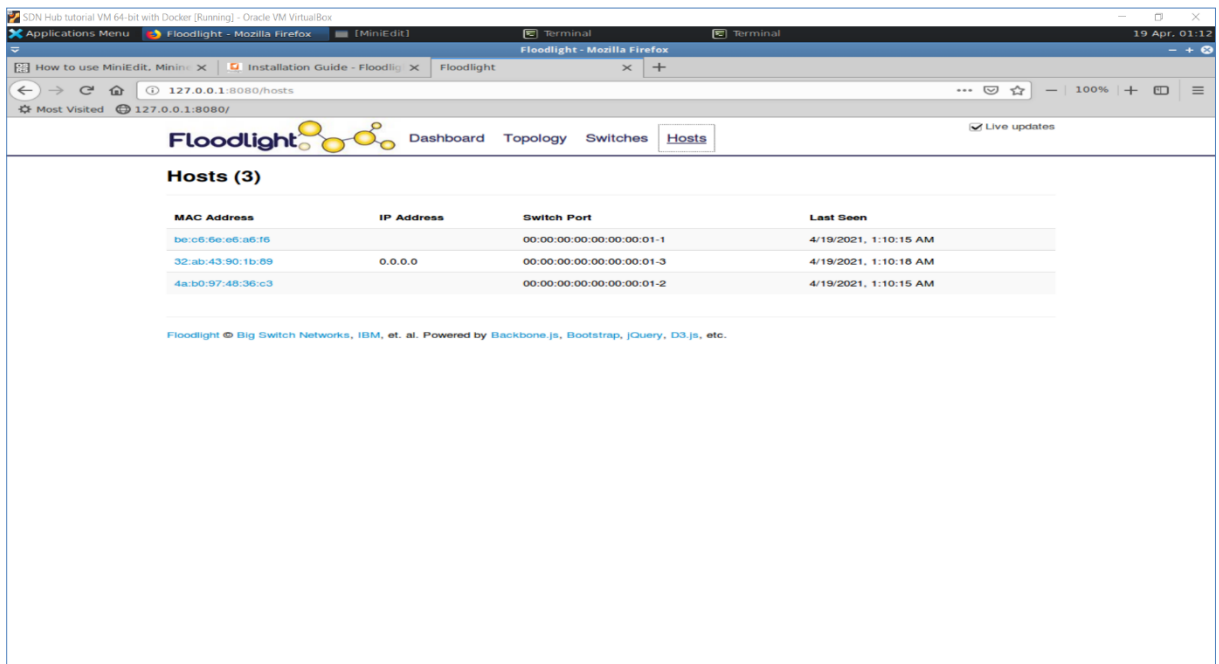 SDN Hub tutorial VM 64-bit with Docker [Running] - Oracle VM VirtualBox
Applications Menu Floodlight - Mozilla Firefox [MiniEdit] Terminal Terminal 19 Apr. 01:12
Floodlight - Mozilla Firefox
How to use MiniEdit, Minin Installation Guide - Floodlig Floodlight
127.0.0.1:8080/hosts 100%
Most Visited 127.0.0.1:8080/
Floodlight Dashboard Topology Switches Hosts Live updates
Hosts (3)
MAC Address IP Address Switch Port Last Seen
be:c6:6e:e6:a6:f6 00:00:00:00:00:00:00:01-1 4/19/2021, 1:10:15 AM
32:ab:43:90:1b:89 0.0.0.0 00:00:00:00:00:00:00:01-3 4/19/2021, 1:10:18 AM
4a:b0:97:48:36:c3 00:00:00:00:00:00:00:01-2 4/19/2021, 1:10:15 AM
Floodlight © Big Switch Networks, IBM, et. al. Powered by Backbone.js, Bootstrap, jQuery, D3.js, etc.